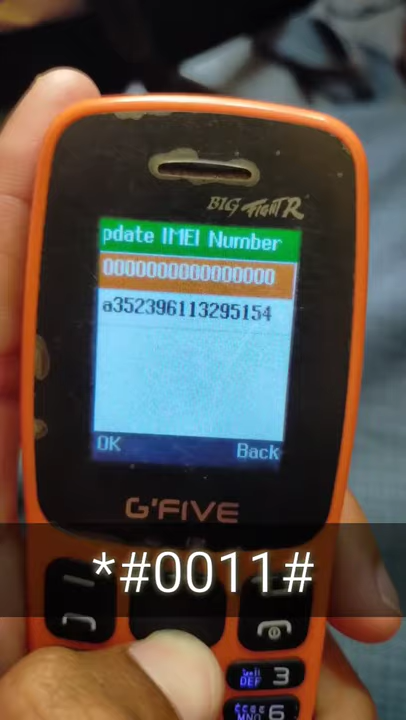 BIG FIGHTR
pdate IMEI Number
0000000000000000
a352396113295154
OK
Back
G'FIVE
*#0011#
DEF 3
MNO 6